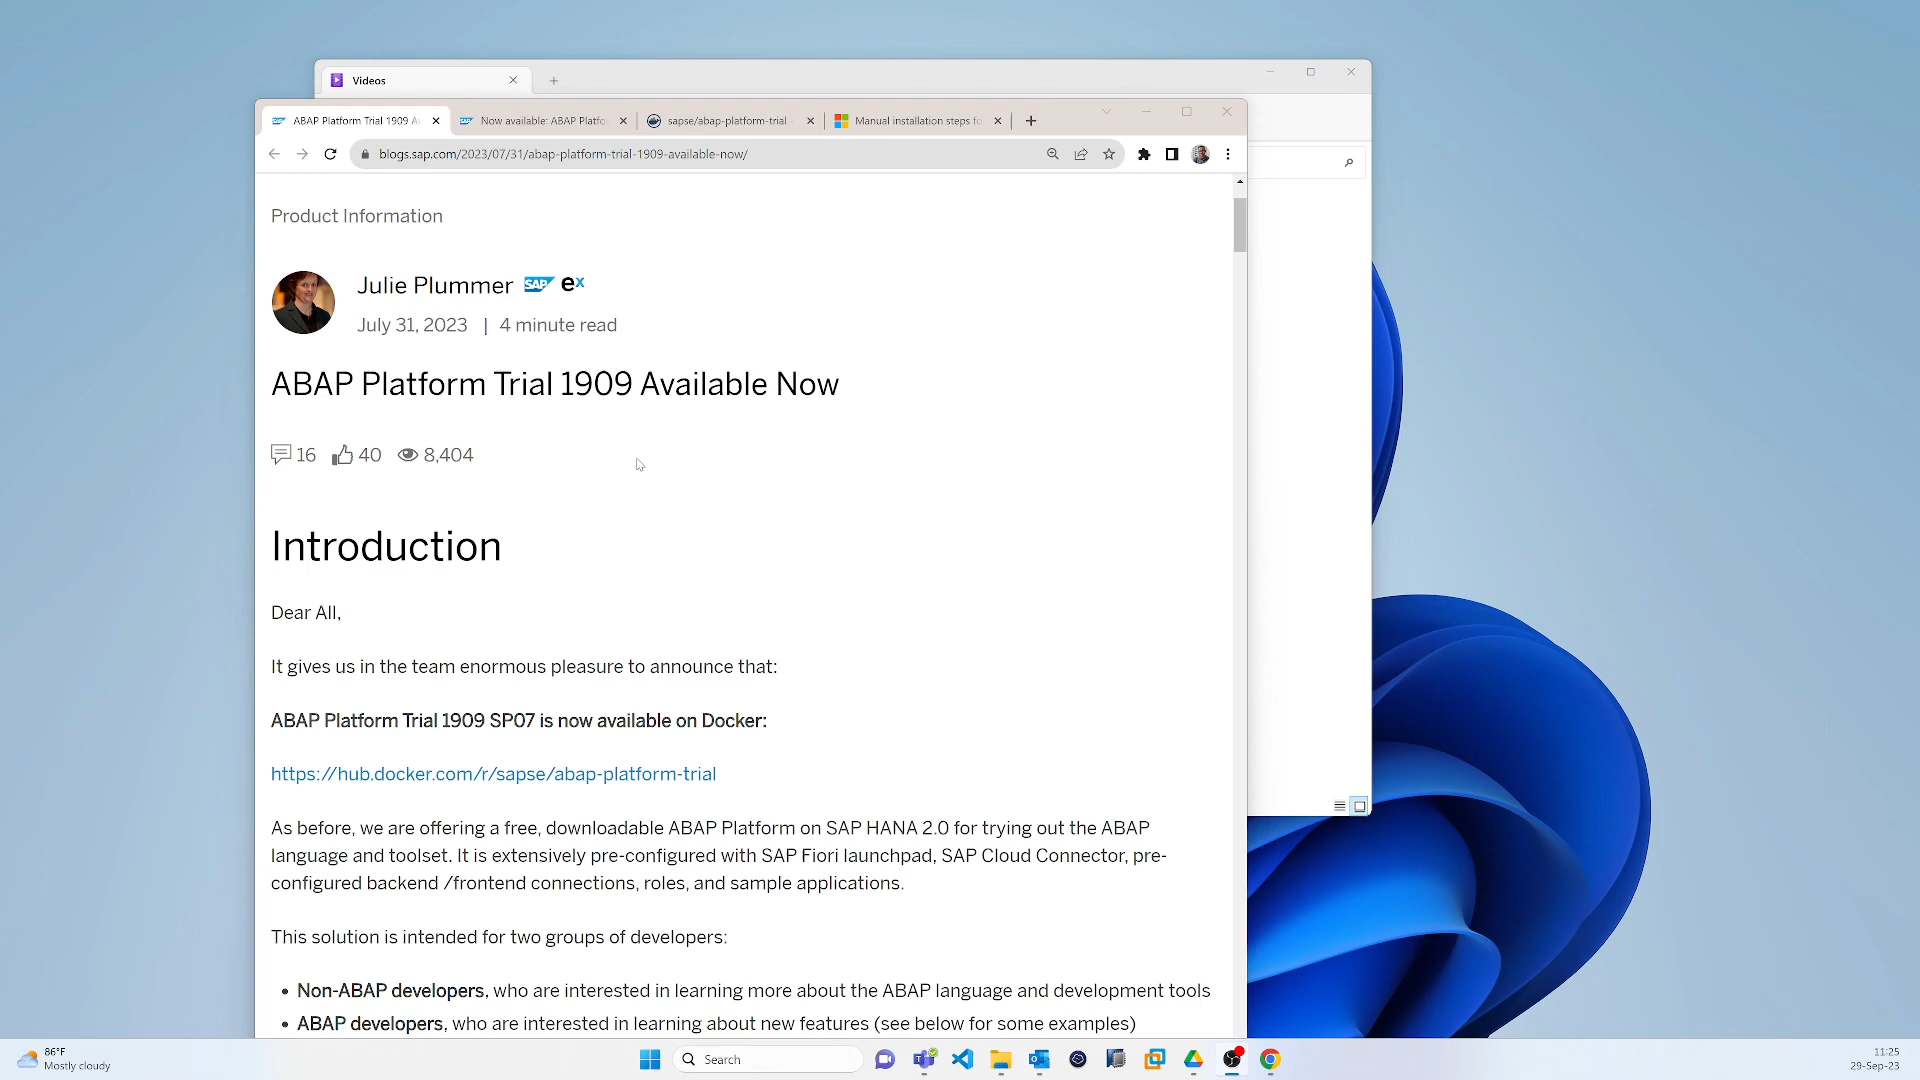 Videos
ABAP Platform Trial 1909 A
Now available: ABAP Platfo
sapse/abap-platform-trial
Manual installation steps fo
blogs.sap.com/2023/07/31/abap-platform-trial-1909-available-now/
Product Information
Julie Plummer SAP ex
July 31, 2023 | 4 minute read
ABAP Platform Trial 1909 Available Now
16 40 8,404
Introduction
Dear All,
It gives us in the team enormous pleasure to announce that:
ABAP Platform Trial 1909 SP07 is now available on Docker:
https://hub.docker.com/r/sapse/abap-platform-trial
As before, we are offering a free, downloadable ABAP Platform on SAP HANA 2.0 for trying out the ABAP
language and toolset. It is extensively pre-configured with SAP Fiori launchpad, SAP Cloud Connector, pre-
configured backend /frontend connections, roles, and sample applications.
This solution is intended for two groups of developers:
• Non-ABAP developers, who are interested in learning more about the ABAP language and development tools
• ABAP developers, who are interested in learning about new features (see below for some examples)
86°F
Mostly cloudy
Search
11:25
29-Sep-23